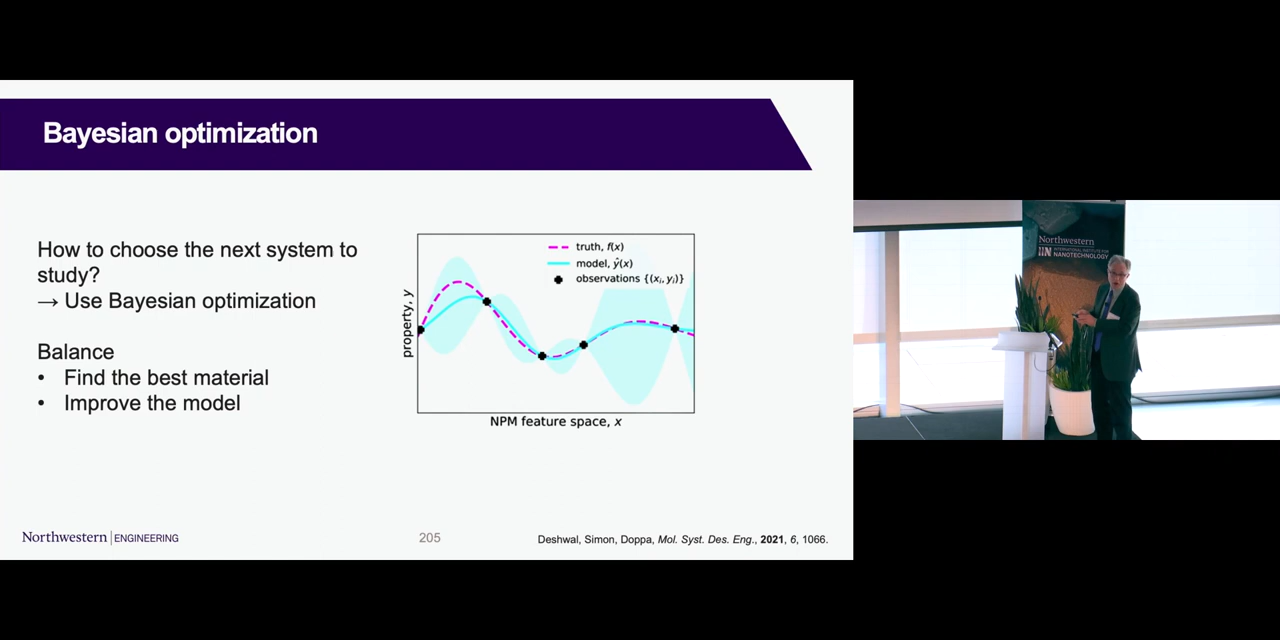 Bayesian optimization
How to choose the next system to
study?
→ Use Bayesian optimization
Balance
• Find the best material
• Improve the model
truth, f(x)
model, ŷ(x)
observations {(xᵢ, yᵢ)}
property, y
NPM feature space, x
Northwestern | ENGINEERING
205
Deshwal, Simon, Doppa, Mol. Syst. Des. Eng., 2021, 6, 1066.
Northwestern
INTERNATIONAL INSTITUTE FOR
NANOTECHNOLOGY